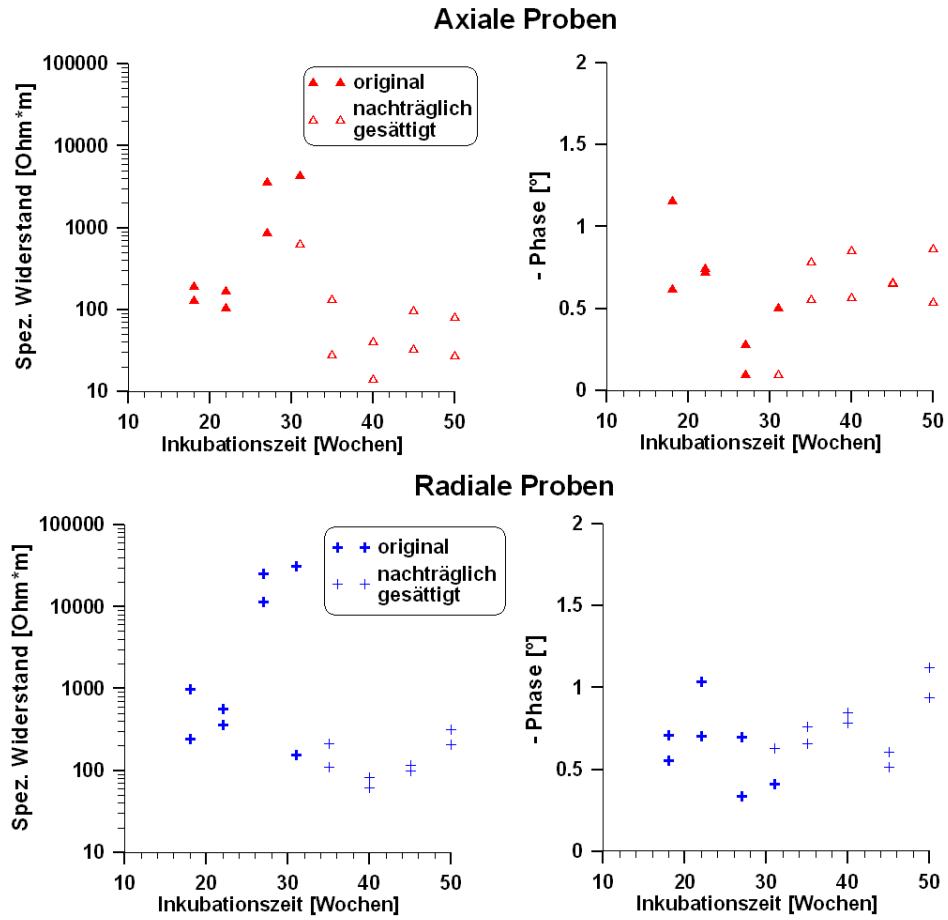 Axiale Proben
Spez. Widerstand [Ohm*m]
100000
10000
1000
100
10
10 20 30 40 50
Inkubationszeit [Wochen]
original
nachträglich
gesättigt
- Phase [°]
2
1.5
1
0.5
0
10 20 30 40 50
Inkubationszeit [Wochen]
Radiale Proben
Spez. Widerstand [Ohm*m]
100000
10000
1000
100
10
10 20 30 40 50
Inkubationszeit [Wochen]
original
nachträglich
gesättigt
- Phase [°]
2
1.5
1
0.5
0
10 20 30 40 50
Inkubationszeit [Wochen]